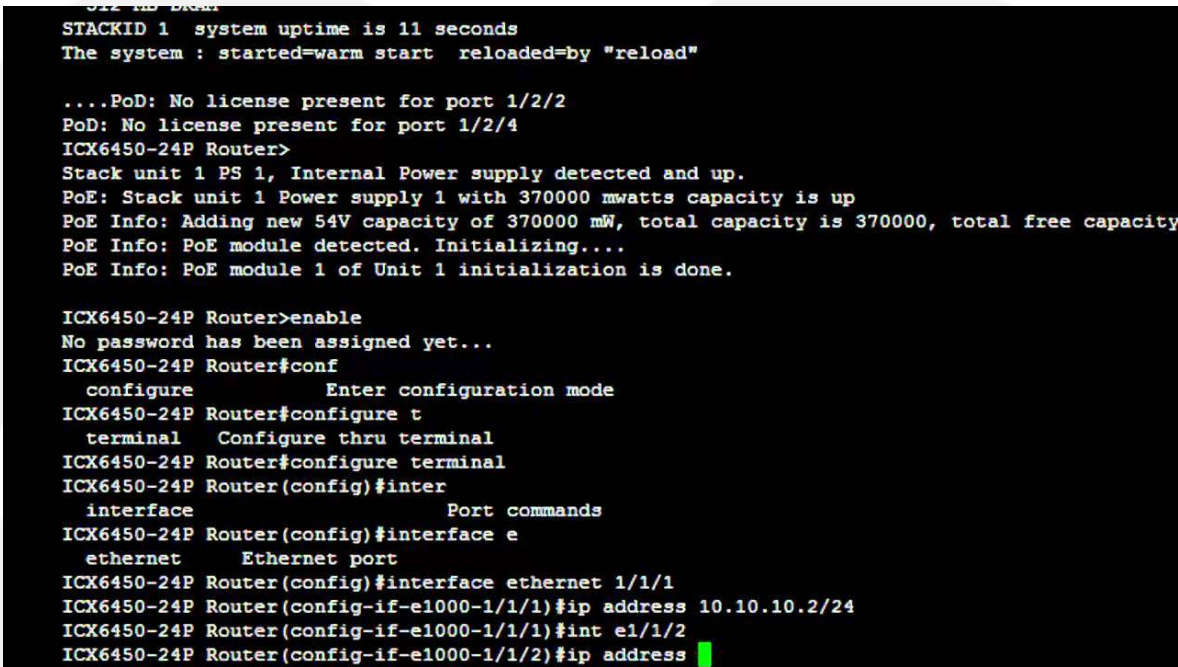 512 MB DRAM
STACKID 1  system uptime is 11 seconds
The system : started=warm start  reloaded=by "reload"
....PoD: No license present for port 1/2/2
PoD: No license present for port 1/2/4
ICX6450-24P Router>
Stack unit 1 PS 1, Internal Power supply detected and up.
PoE: Stack unit 1 Power supply 1 with 370000 mwatts capacity is up
PoE Info: Adding new 54V capacity of 370000 mW, total capacity is 370000, total free capacity
PoE Info: PoE module detected. Initializing....
PoE Info: PoE module 1 of Unit 1 initialization is done.
ICX6450-24P Router>enable
No password has been assigned yet...
ICX6450-24P Router#conf
  configure             Enter configuration mode
ICX6450-24P Router#configure t
  terminal   Configure thru terminal
ICX6450-24P Router#configure terminal
ICX6450-24P Router(config)#inter
  interface                     Port commands
ICX6450-24P Router(config)#interface e
  ethernet     Ethernet port
ICX6450-24P Router(config)#interface ethernet 1/1/1
ICX6450-24P Router(config-if-e1000-1/1/1)#ip address 10.10.10.2/24
ICX6450-24P Router(config-if-e1000-1/1/1)#int e1/1/2
ICX6450-24P Router(config-if-e1000-1/1/2)#ip address